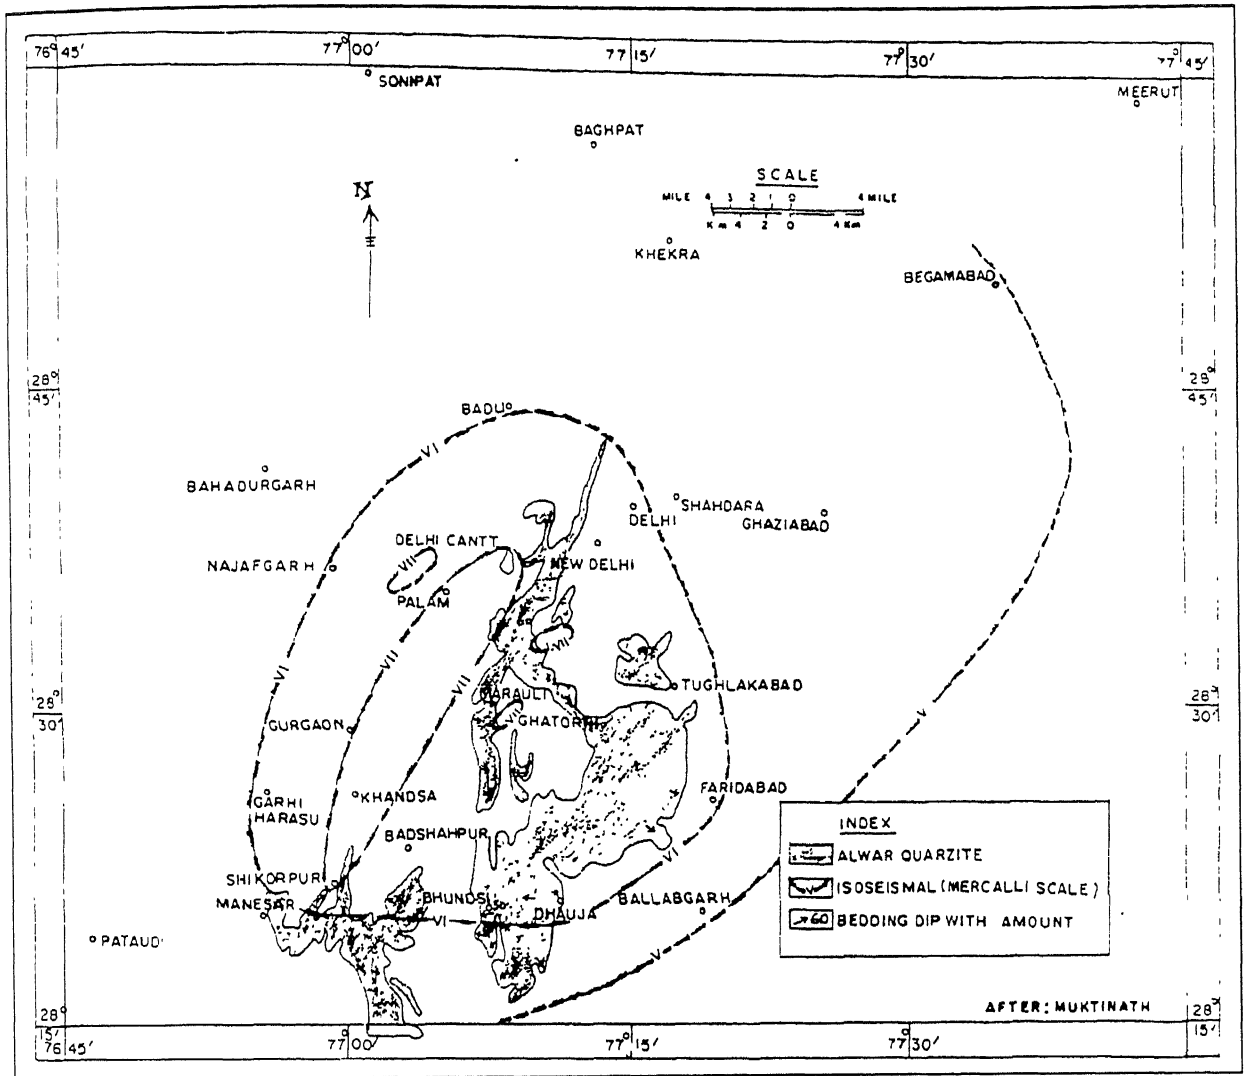 76° 45'
77° 00'
77° 15'
77° 30'
77° 45'
SONIPAT
MEERUT
BAGHPAT
SCALE
MILE 4 3 2 1 0 4 MILE
Km 4 2 0 4 Km
N
KHEKRA
BEGAMABAD
28° 45'
28° 45'
BADU
VI
BAHADURGARH
SHAHDARA
DELHI
GHAZIABAD
DELHI CANTT
VII
NEW DELHI
NAJAFGARH
PALAM
VII
VII
VI
VII
TUGHLAKABAD
28° 30'
28° 30'
GHATORNI
GURGAON
V
GARHI
HARASU
KHANDSA
FARIDABAD
BADSHAHPUR
INDEX
ALWAR QUARZITE
ISOSEISMAL (MERCALLI SCALE)
60 BEDDING DIP WITH AMOUNT
VI
SHIKORPUR
MANESAR
BHUNDSI
VI
DHAUJA
BALLABGARH
PATAUD'
V
AFTER: MUKTINATH
28° 15'
28° 15'
76° 45'
77° 00'
77° 15'
77° 30'